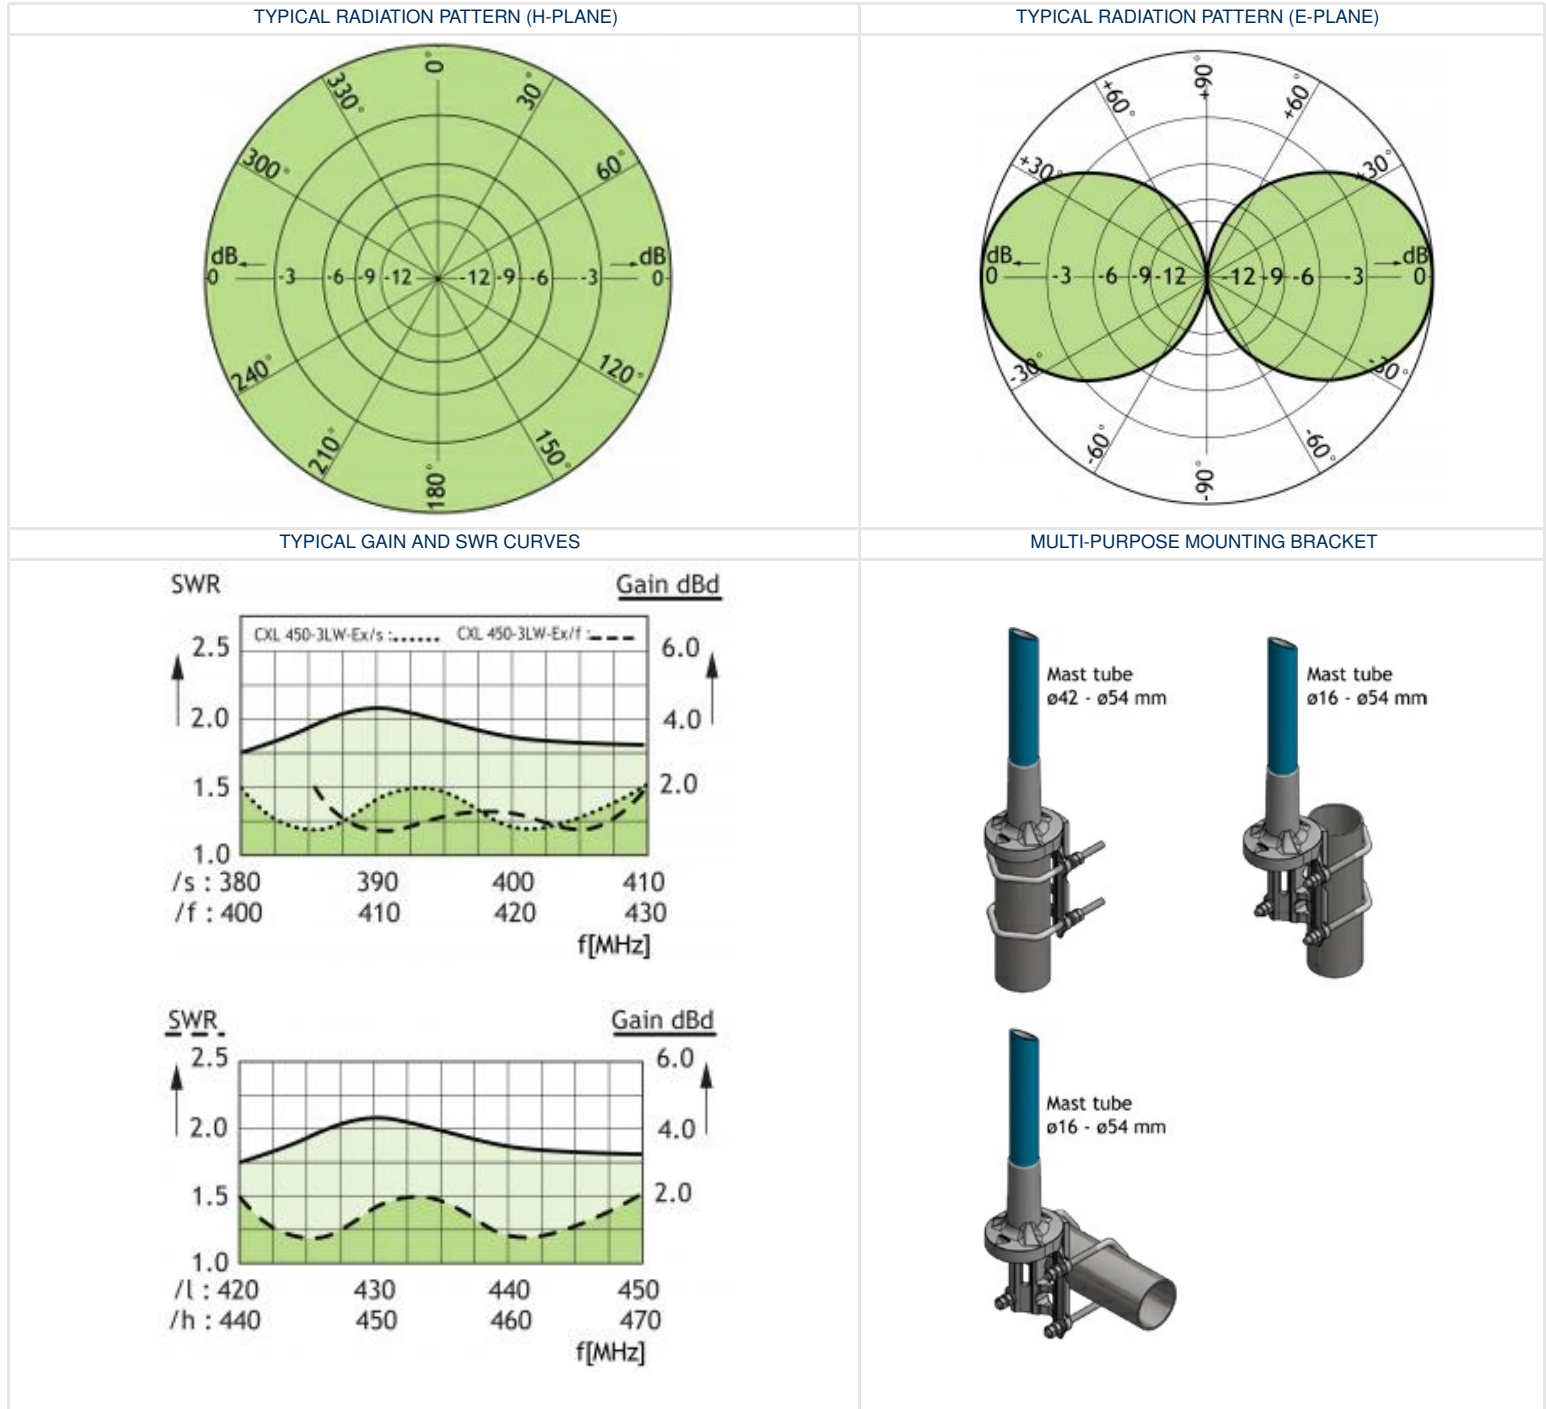 TYPICAL RADIATION PATTERN (H-PLANE)
TYPICAL RADIATION PATTERN (E-PLANE)
0°
330°
30°
300°
60°
dB
dB
0 -3 -6 -9 -12 -12 -9 -6 -3 0
240°
120°
210°
150°
180°
+90°
+60°
+60°
+30°
+30°
dB
dB
0 -3 -6 -9 -12 -12 -9 -6 -3 0
-30°
-30°
-60°
-60°
-90°
TYPICAL GAIN AND SWR CURVES
SWR Gain dBd
CXL 450-3LW-Ex/s :...... CXL 450-3LW-Ex/f :---
2.5 6.0
2.0 4.0
1.5 2.0
1.0
/s : 380 390 400 410
/f : 400 410 420 430
f[MHz]
SWR Gain dBd
2.5 6.0
2.0 4.0
1.5 2.0
1.0
/l : 420 430 440 450
/h : 440 450 460 470
f[MHz]
MULTI-PURPOSE MOUNTING BRACKET
Mast tube
ø42 - ø54 mm
Mast tube
ø16 - ø54 mm
Mast tube
ø16 - ø54 mm